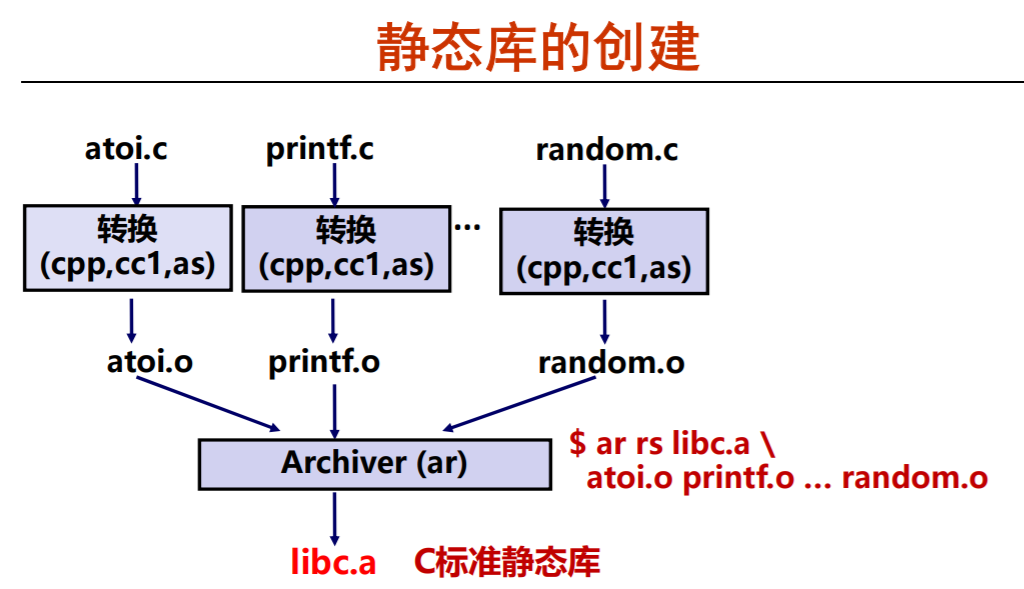 静态库的创建
atoi.c printf.c random.c
转换 转换 ... 转换
(cpp,cc1,as) (cpp,cc1,as) (cpp,cc1,as)
atoi.o printf.o random.o
Archiver (ar)
$ ar rs libc.a \
atoi.o printf.o ... random.o
libc.a C标准静态库